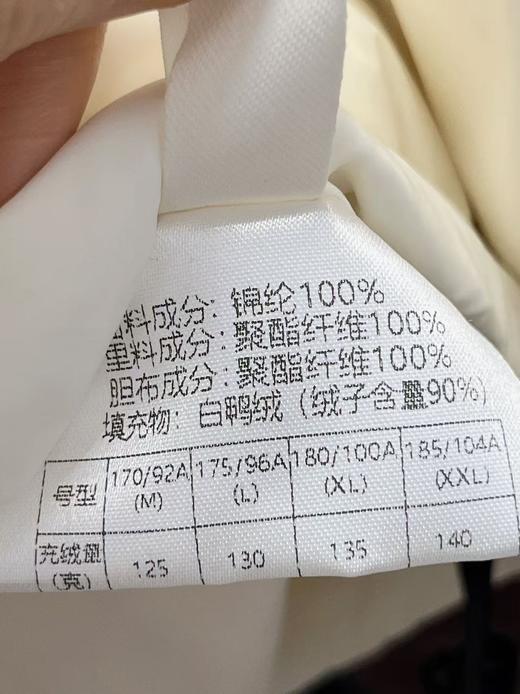 面料成分: 锦纶100%
里料成分: 聚酯纤维100%
胆布成分: 聚酯纤维100%
填充物: 白鸭绒(绒子含量90%)
号型 170/92A(M) 175/96A(L) 180/100A(XL) 185/104A(XXL)
充绒量(克) 125 130 135 140